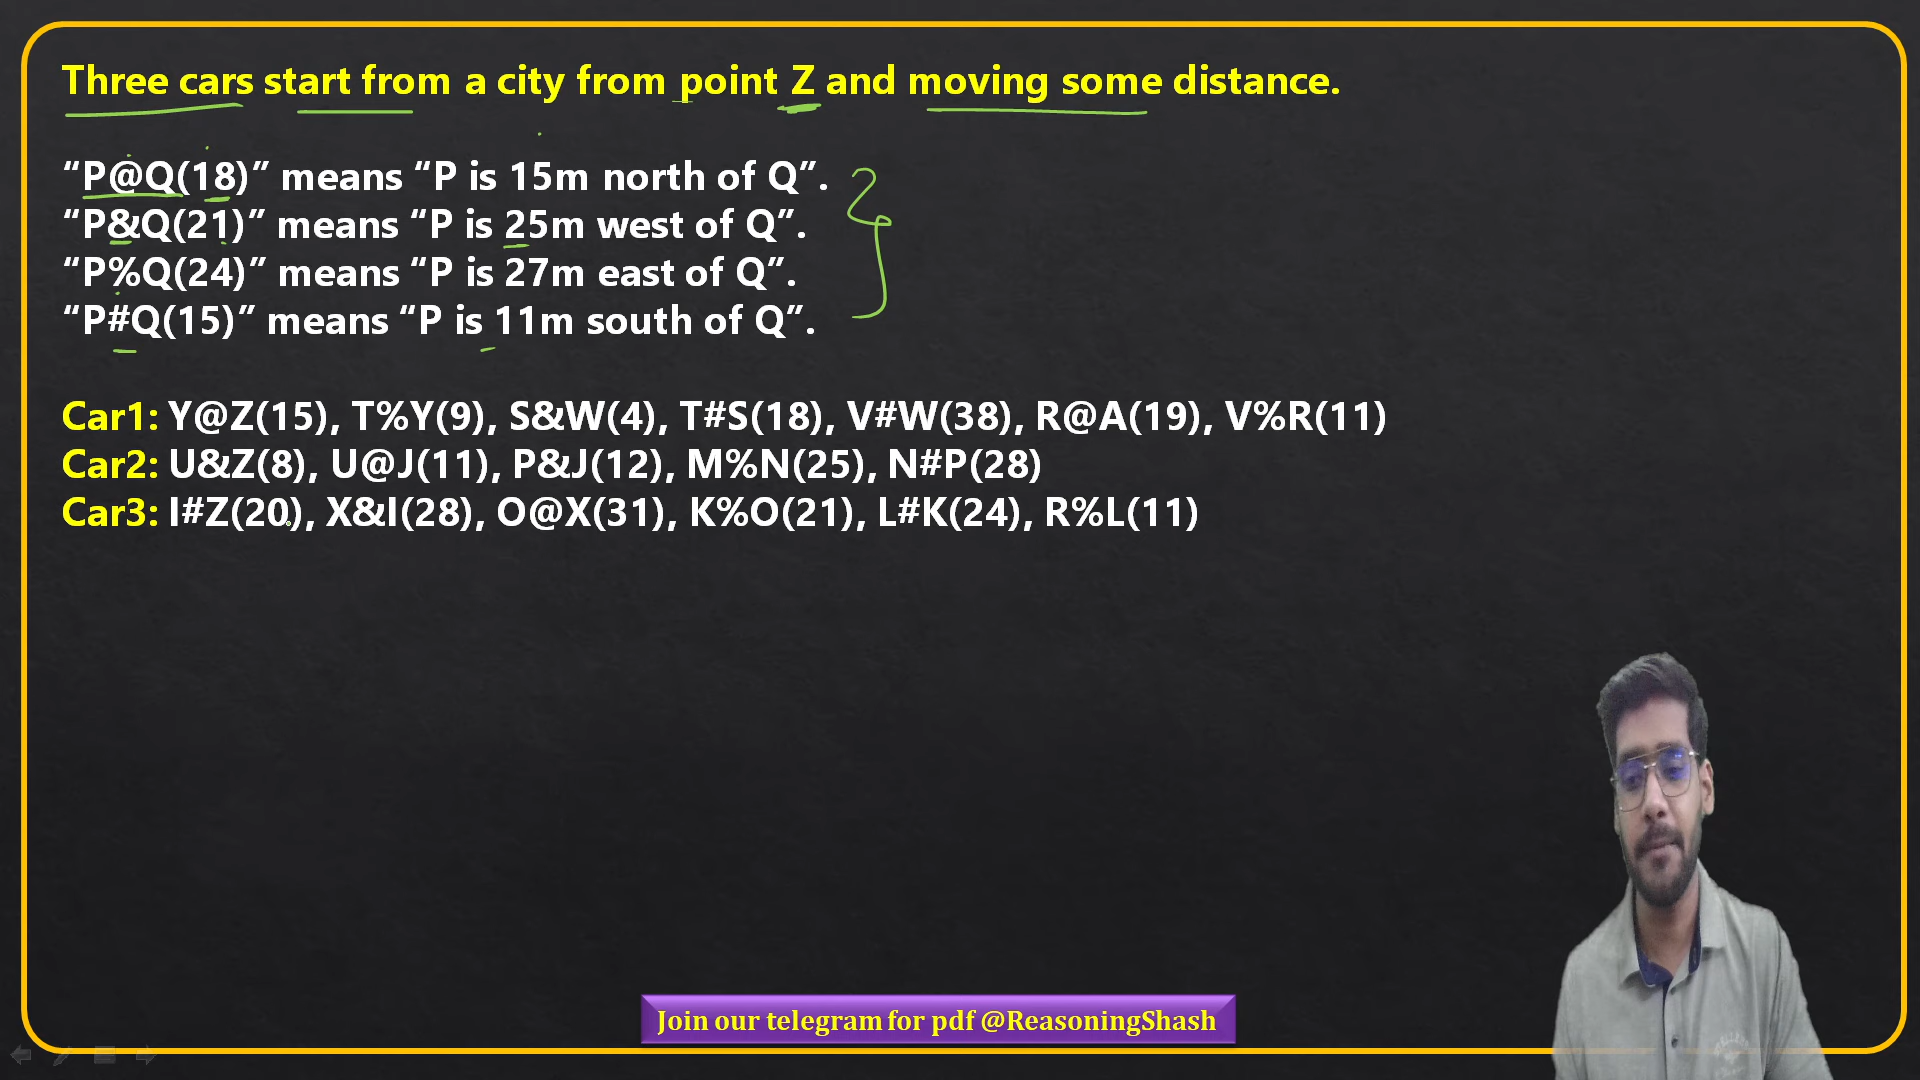 Three cars start from a city from point Z and moving some distance.
“P@Q(18)” means “P is 15m north of Q”.
“P&Q(21)” means “P is 25m west of Q”.
“P%Q(24)” means “P is 27m east of Q”.
“P#Q(15)” means “P is 11m south of Q”.
Car1: Y@Z(15), T%Y(9), S&W(4), T#S(18), V#W(38), R@A(19), V%R(11)
Car2: U&Z(8), U@J(11), P&J(12), M%N(25), N#P(28)
Car3: I#Z(20), X&I(28), O@X(31), K%O(21), L#K(24), R%L(11)
Join our telegram for pdf @ReasoningShash